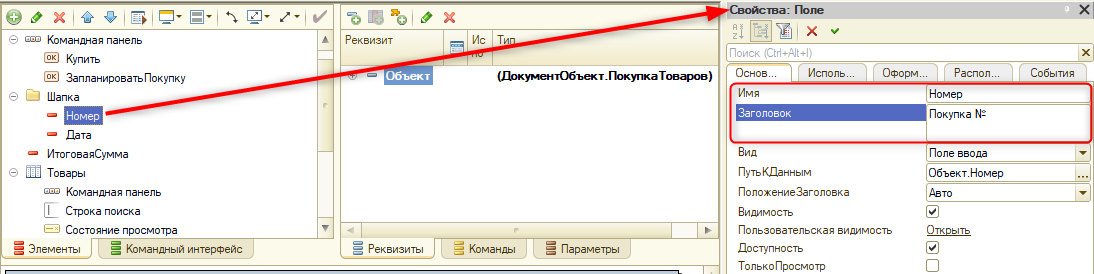 Командная панель
OK Купить
OK ЗапланироватьПокупку
Шапка
Номер
Дата
ИтоговаяСумма
Товары
Командная панель
Строка поиска
Состояние просмотра
Элементы
Командный интерфейс
Реквизит
Ис
по
Тип
Объект
(ДокументОбъект.ПокупкаТоваров)
Реквизиты
Команды
Параметры
Свойства: Поле
Поиск (Ctrl+Alt+I)
Основ...
Исполь...
Оформ...
Распол...
События
Имя Номер
Заголовок Покупка №
Вид Поле ввода
ПутьКДанным Объект.Номер ...
ПоложениеЗаголовка Авто
Видимость
Пользовательская видимость Открыть
Доступность
ТолькоПросмотр